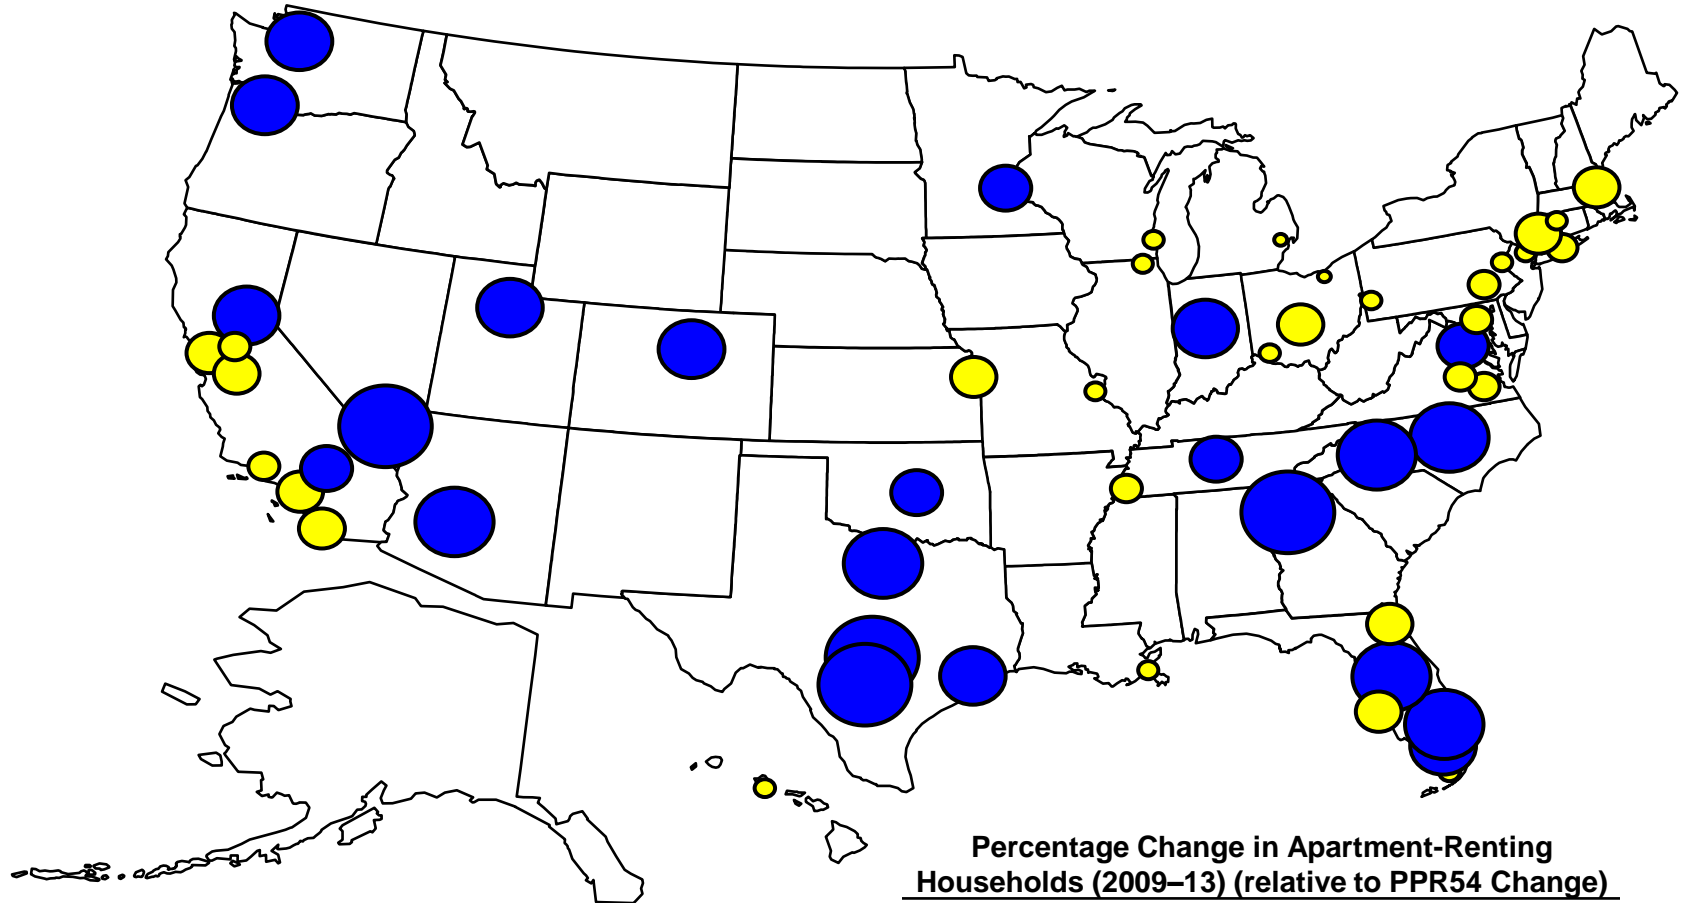 Percentage Change in Apartment-Renting
Households (2009–13) (relative to PPR54 Change)